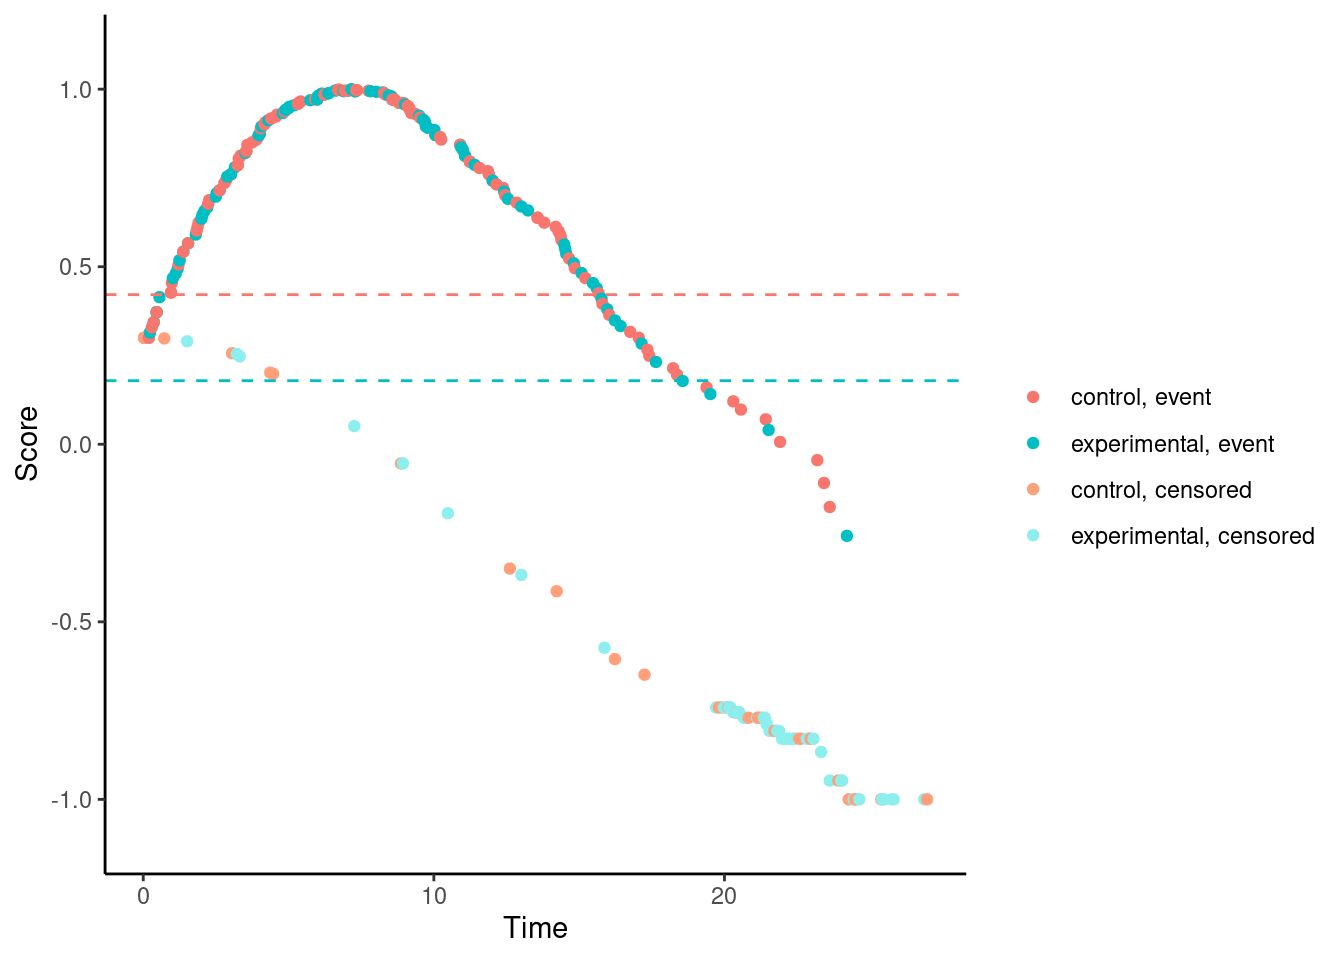 1.0
0.5
0.0
-0.5
-1.0
Score
0
10
20
Time
control, event
experimental, event
control, censored
experimental, censored